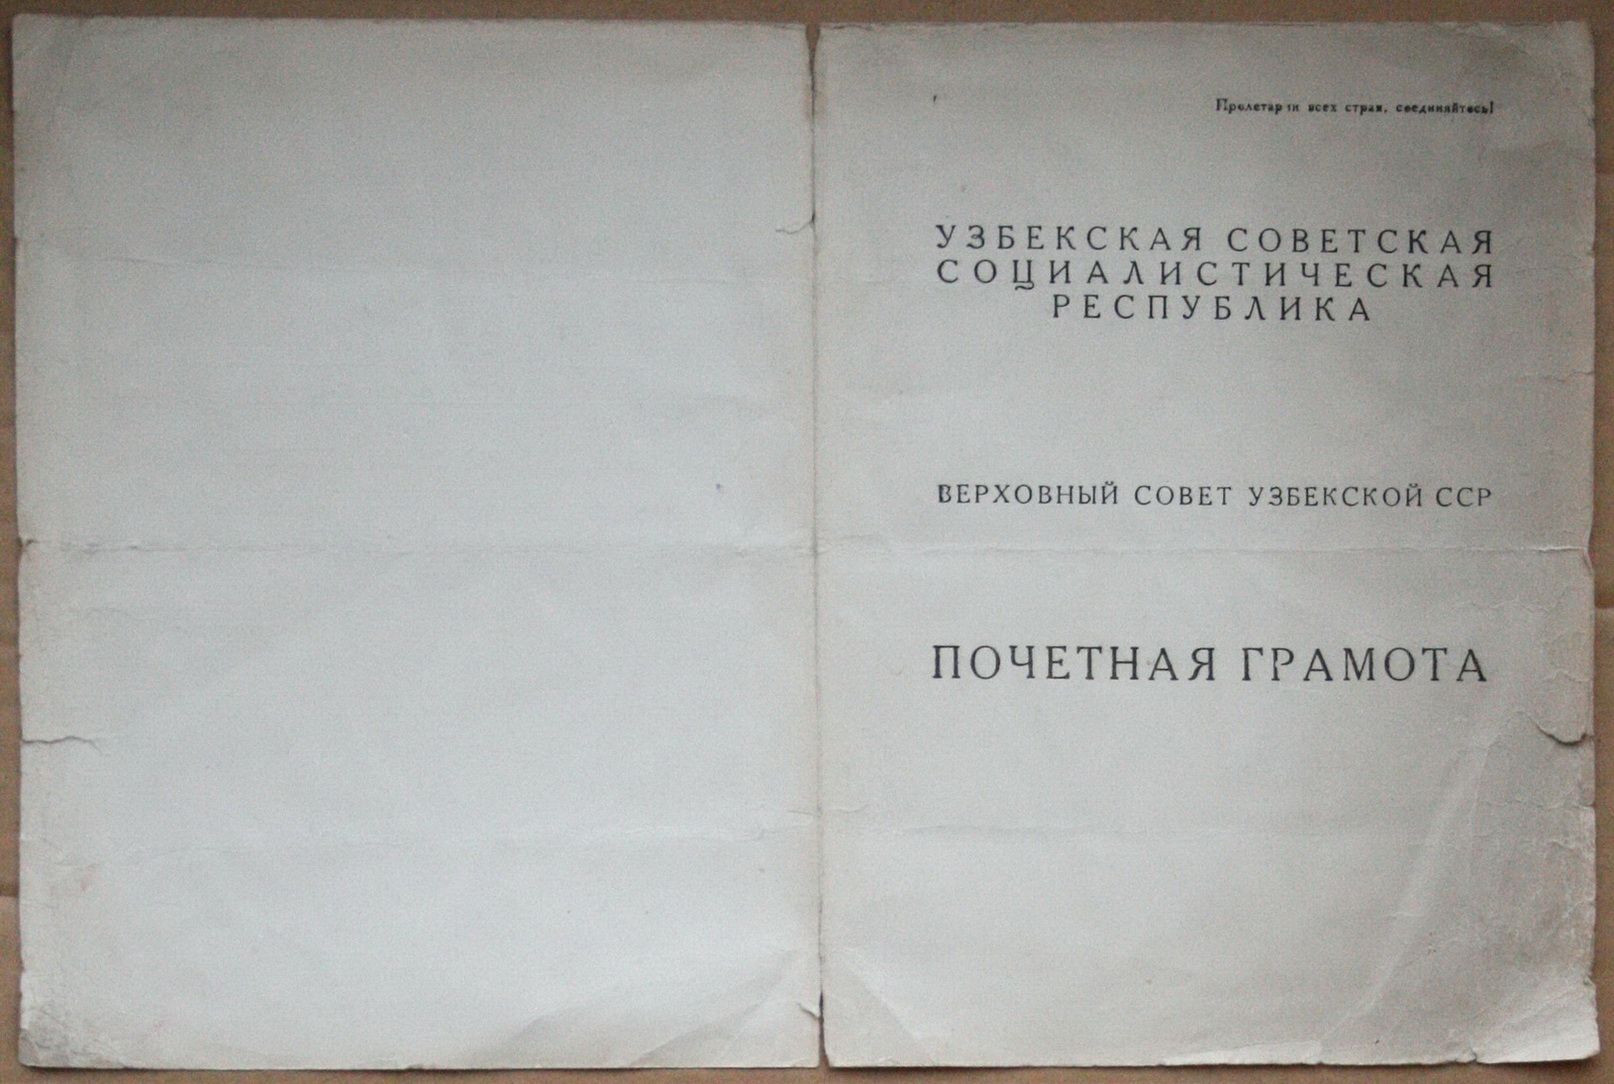 Пролетарии всех стран, соединяйтесь!
УЗБЕКСКАЯ СОВЕТСКАЯ
СОЦИАЛИСТИЧЕСКАЯ
РЕСПУБЛИКА
ВЕРХОВНЫЙ СОВЕТ УЗБЕКСКОЙ ССР
ПОЧЕТНАЯ ГРАМОТА